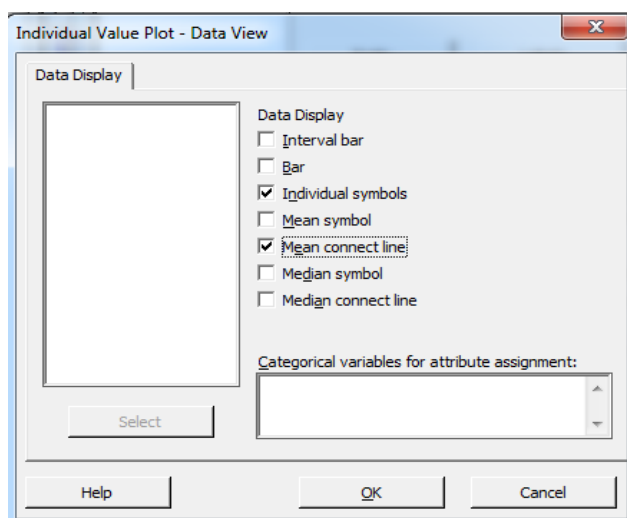 Individual Value Plot - Data View
Data Display
Data Display
Interval bar
Bar
Individual symbols
Mean symbol
Mean connect line
Median symbol
Median connect line
Categorical variables for attribute assignment:
Select
Help
OK
Cancel